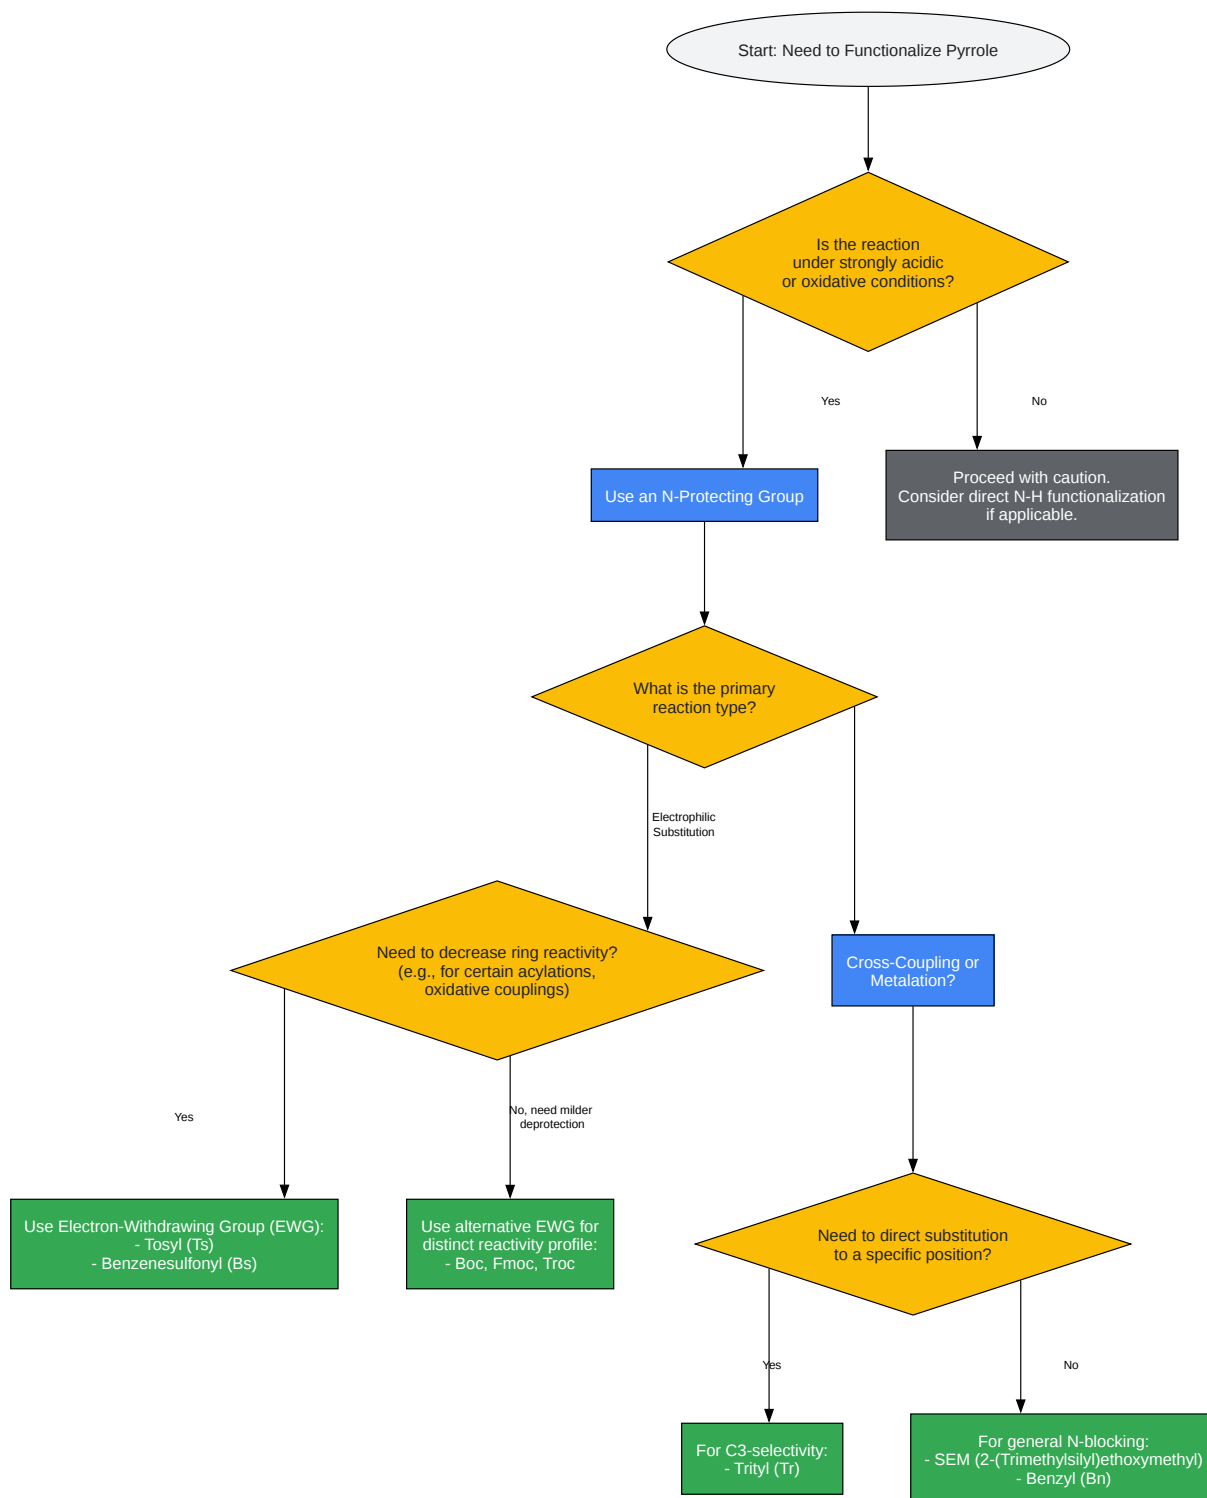 Start: Need to Functionalize Pyrrole
Is the reaction
under strongly acidic
or oxidative conditions?
Yes
No
Proceed with caution.
Consider direct N-H functionalization
if applicable.
Use an N-Protecting Group
What is the primary
reaction type?
Electrophilic
Substitution
Need to decrease ring reactivity?
(e.g., for certain acylations,
oxidative couplings)
Cross-Coupling or
Metalation?
Yes
No, need milder
deprotection
Use Electron-Withdrawing Group (EWG):
- Tosyl (Ts)
- Benzenesulfonyl (Bs)
Use alternative EWG for
distinct reactivity profile:
- Boc, Fmoc, Troc
Need to direct substitution
to a specific position?
Yes
No
For C3-selectivity:
- Trityl (Tr)
For general N-blocking:
- SEM (2-(Trimethylsilyl)ethoxymethyl)
- Benzyl (Bn)